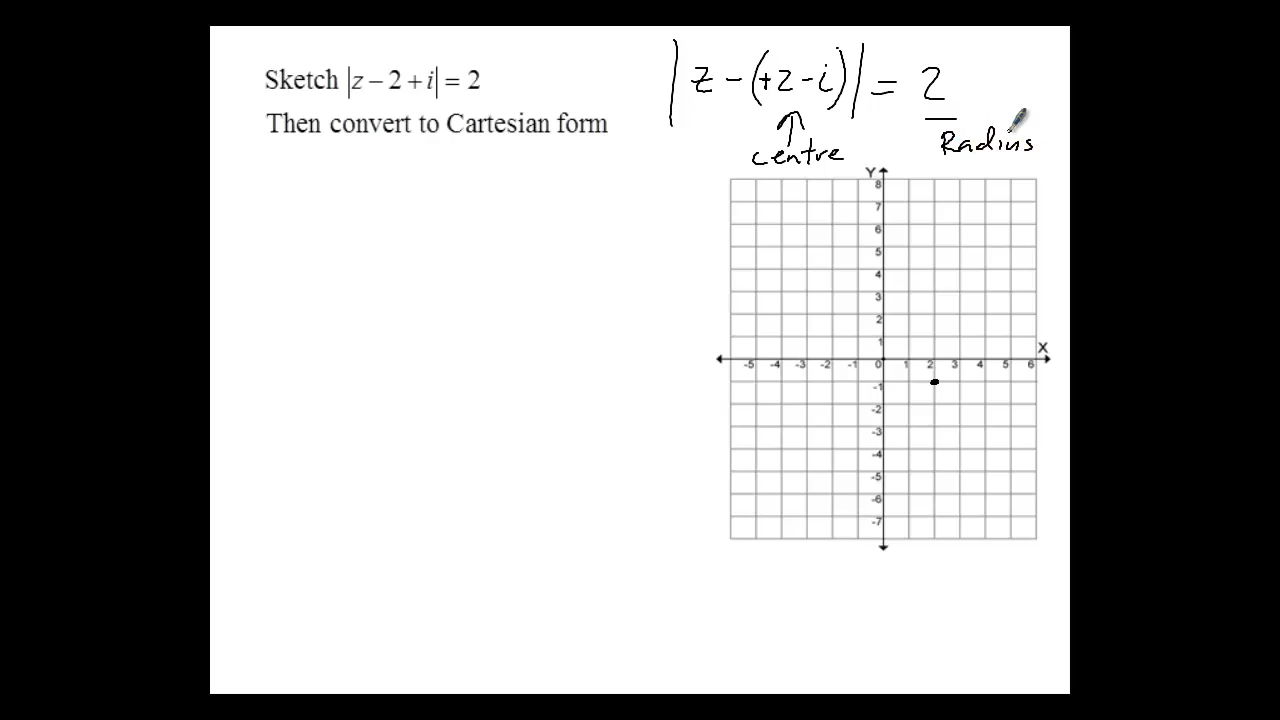 Sketch |z − 2 + i| = 2
Then convert to Cartesian form
|z − (+2 − i)| = 2
centre
Radius
Y
8
7
6
5
4
3
2
1
X
-5 -4 -3 -2 -1 0 1 2 3 4 5 6
-1
-2
-3
-4
-5
-6
-7